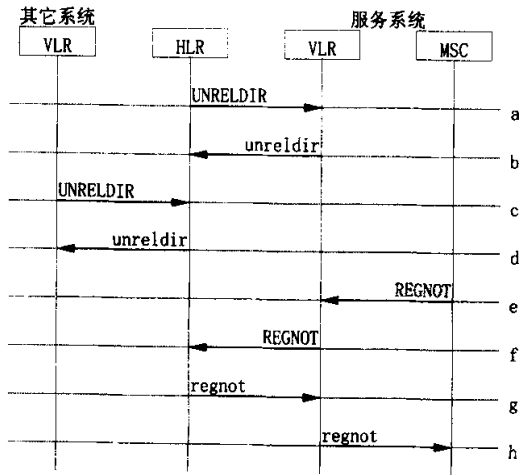 其它系统 服务系统
VLR HLR VLR MSC
UNRELDIR a
unreldir b
UNRELDIR c
unreldir d
REGNOT e
REGNOT f
regnot g
regnot h